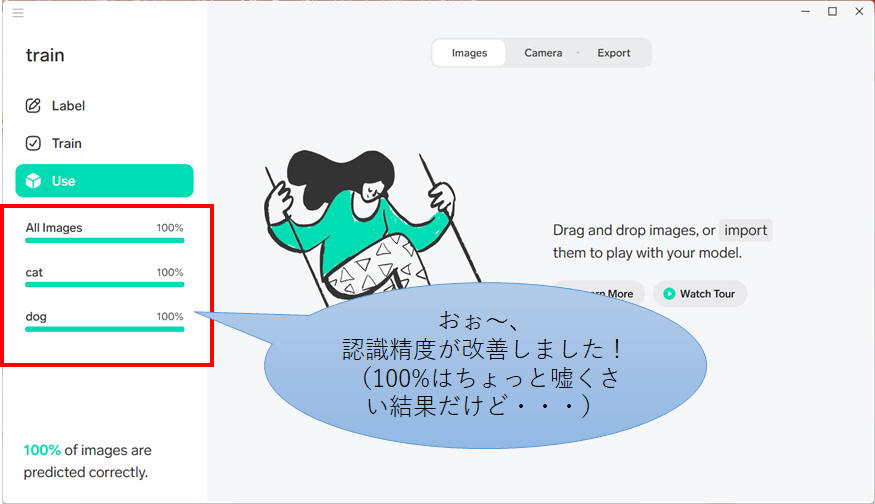 train
Label
Train
Use
All Images 100%
cat 100%
dog 100%
100% of images are
predicted correctly.
Images Camera Export
Drag and drop images, or import
them to play with your model.
More Watch Tour
おぉ～、
認識精度が改善しました！
（100%はちょっと嘘くさ
い結果だけど・・・）